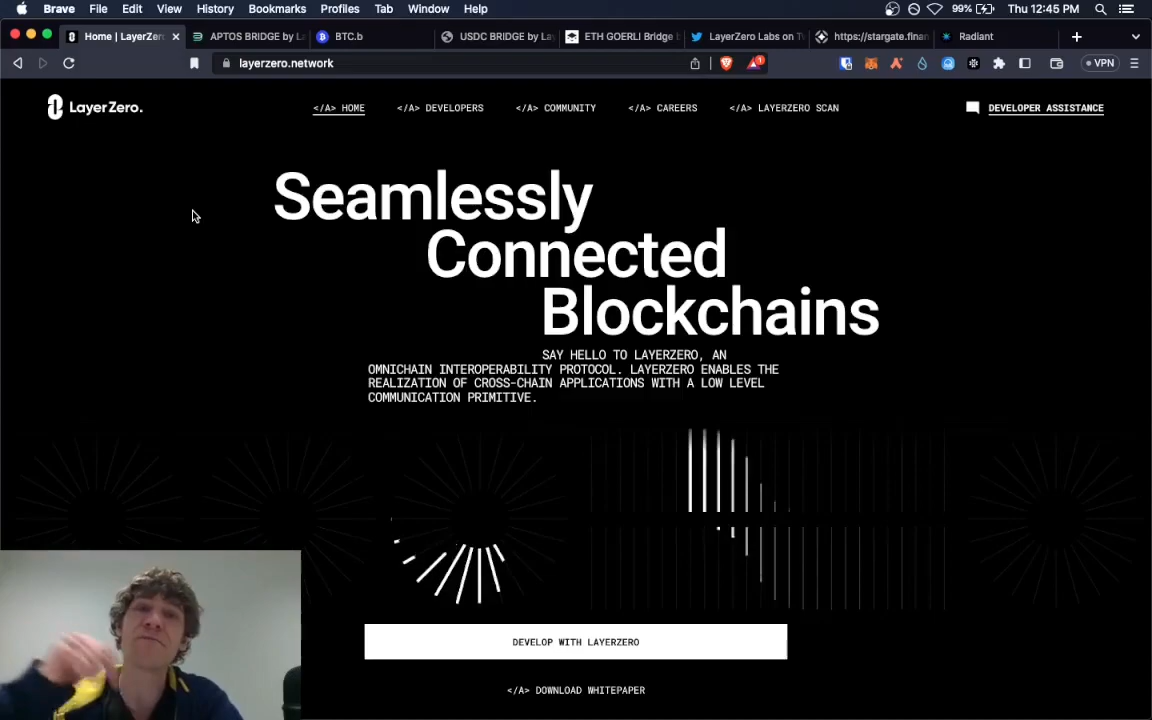 Brave File Edit View History Bookmarks Profiles Tab Window Help 99% Thu 12:45 PM
Home | LayerZer APTOS BRIDGE by L BTC.b USDC BRIDGE by La ETH GOERLI Bridge LayerZero Labs on T https://stargate.finan Radiant
layerzero.network 1 VPN
LayerZero. </A> HOME </A> DEVELOPERS </A> COMMUNITY </A> CAREERS </A> LAYERZERO SCAN DEVELOPER ASSISTANCE
Seamlessly
Connected
Blockchains
SAY HELLO TO LAYERZERO, AN
OMNICHAIN INTEROPERABILITY PROTOCOL. LAYERZERO ENABLES THE
REALIZATION OF CROSS-CHAIN APPLICATIONS WITH A LOW LEVEL
COMMUNICATION PRIMITIVE.
DEVELOP WITH LAYERZERO
</A> DOWNLOAD WHITEPAPER